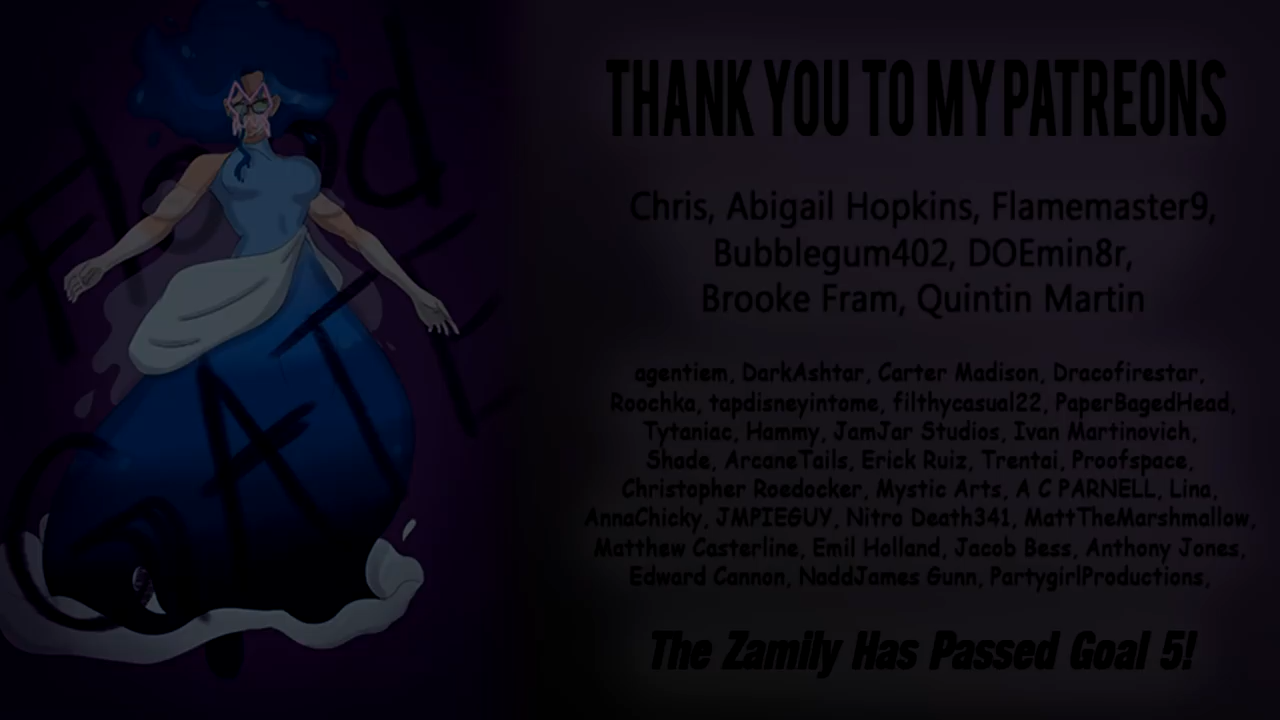 Flood
GATE
THANK YOU TO MY PATREONS
Chris, Abigail Hopkins, Flamemaster9,
Bubblegum402, DOEmin8r,
Brooke Fram, Quintin Martin
agentiem, DarkAshtar, Carter Madison, Dracofirestar,
Roochka, tapdisneyintome, filthycasual22, PaperBagedHead,
Tytaniac, Hammy, JamJar Studios, Ivan Martinovich,
Shade, ArcaneTails, Erick Ruiz, Trentai, Proofspace,
Christopher Roedocker, Mystic Arts, A C PARNELL, Lina,
AnnaChicky, JMPIEGUY, Nitro Death341, MattTheMarshmallow,
Matthew Casterline, Emil Holland, Jacob Bess, Anthony Jones,
Edward Cannon, NaddJames Gunn, PartygirlProductions,
The Zamily Has Passed Goal 5!